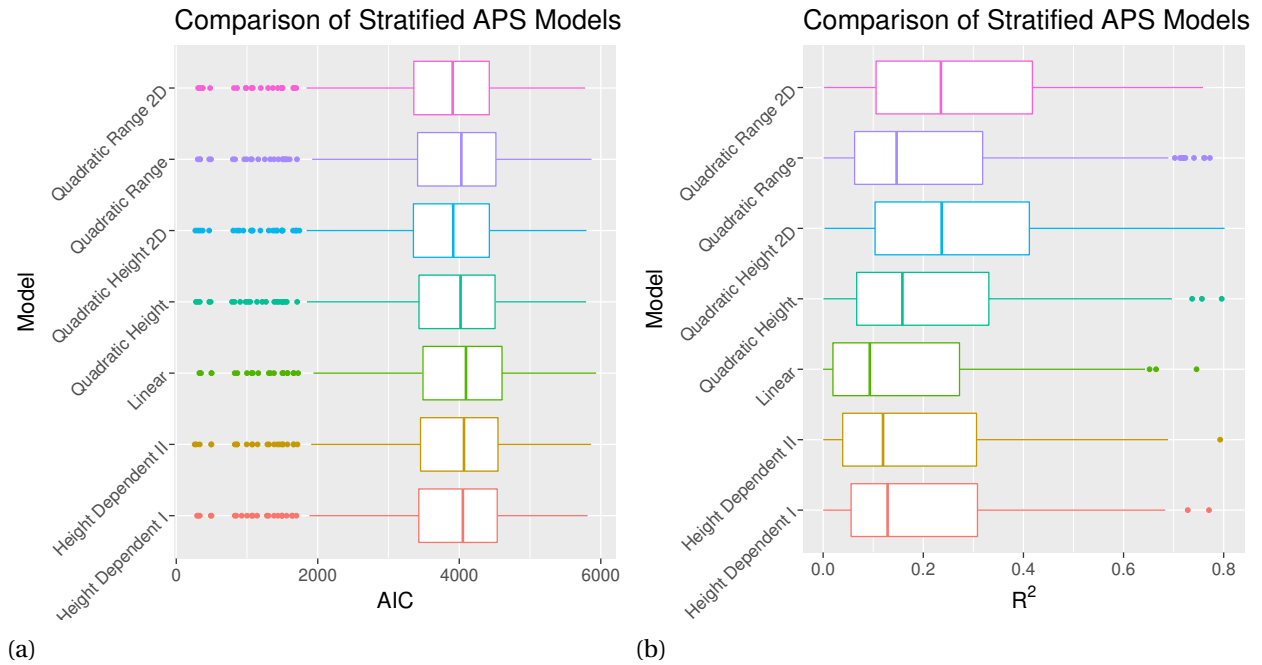 Comparison of Stratified APS Models
Quadratic Range 2D
Quadratic Range
Quadratic Height 2D
Quadratic Height
Linear
Height Dependent II
Height Dependent I
Model
0 2000 4000 6000
AIC
(a)
Comparison of Stratified APS Models
Quadratic Range 2D
Quadratic Range
Quadratic Height 2D
Quadratic Height
Linear
Height Dependent II
Height Dependent I
Model
0.0 0.2 0.4 0.6 0.8
R²
(b)